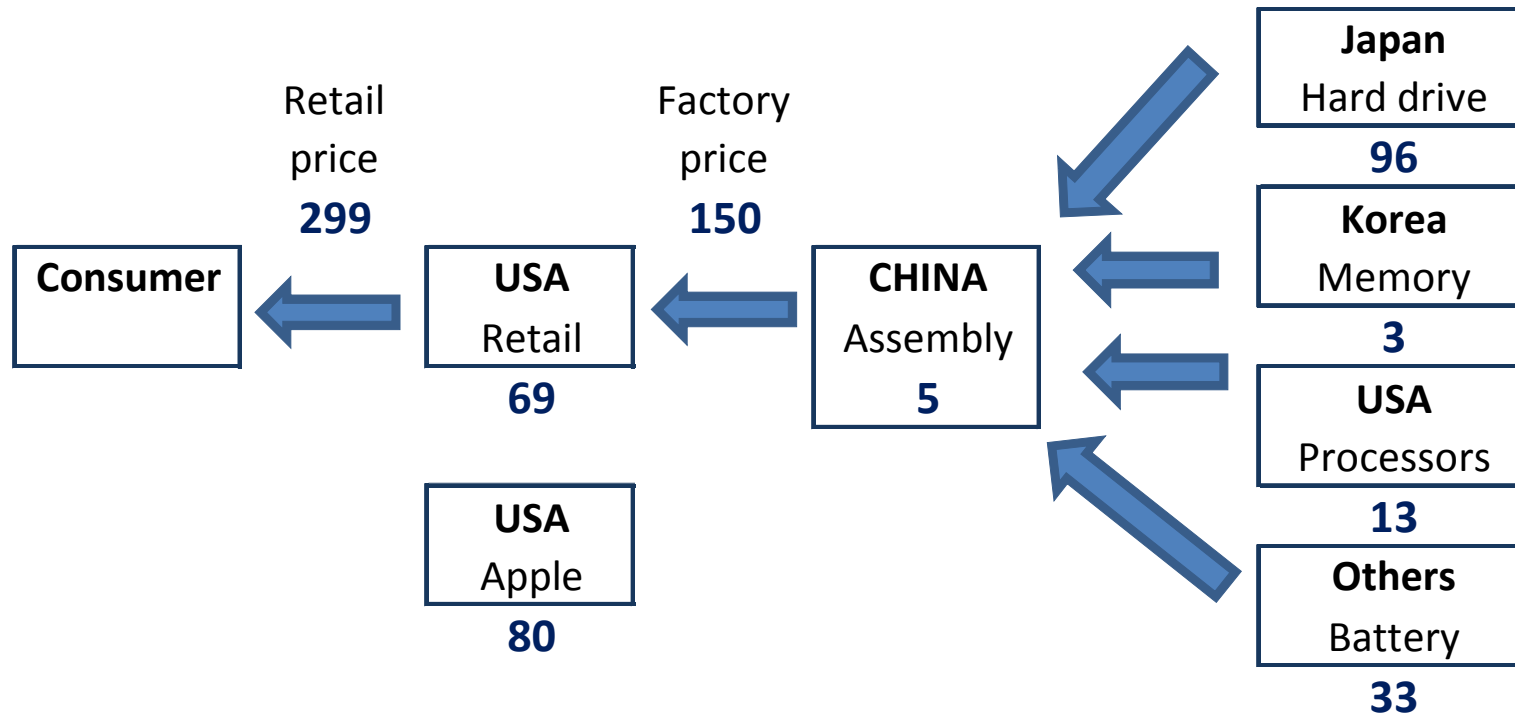 Retail
price
299
Factory
price
150
Consumer
USA
Retail
69
USA
Apple
80
CHINA
Assembly
5
Japan
Hard drive
96
Korea
Memory
3
USA
Processors
13
Others
Battery
33